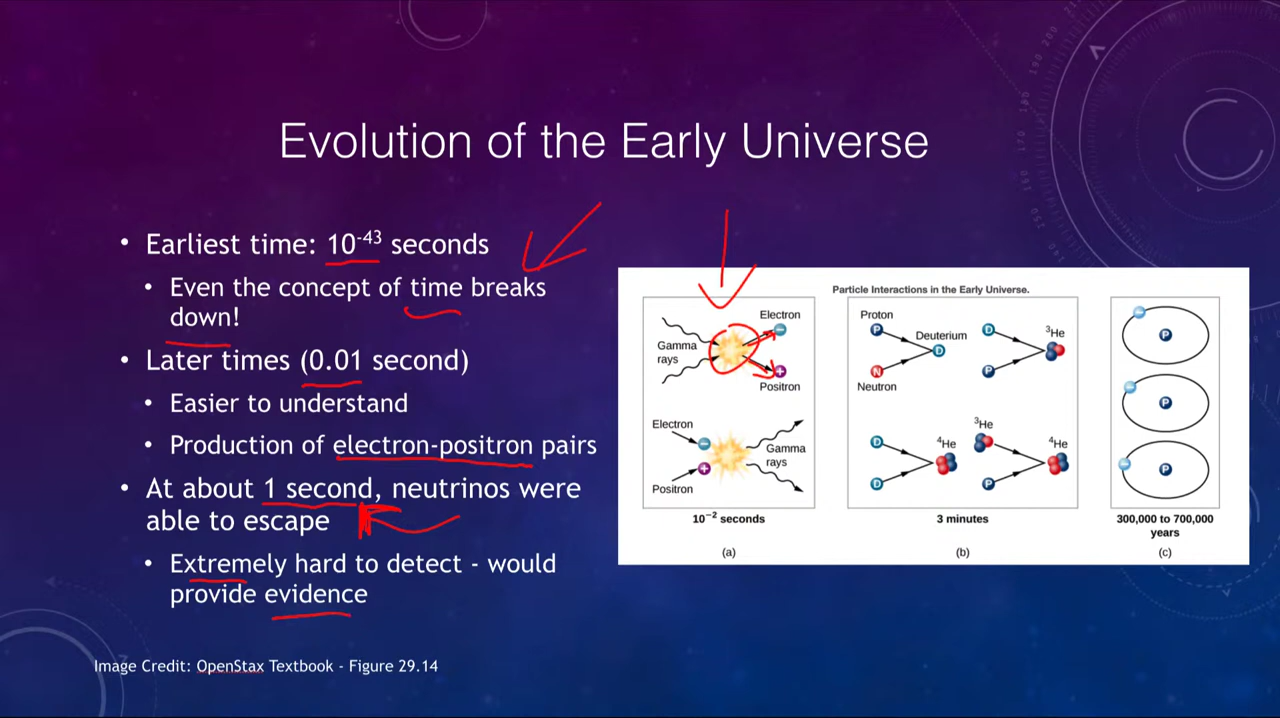 Evolution of the Early Universe
• Earliest time: 10⁻⁴³ seconds
• Even the concept of time breaks
down!
• Later times (0.01 second)
• Easier to understand
• Production of electron-positron pairs
• At about 1 second, neutrinos were
able to escape
• Extremely hard to detect - would
provide evidence
Particle Interactions in the Early Universe.
Gamma
rays
Electron
−
+
Positron
Electron
−
+
Positron
Gamma
rays
10⁻² seconds
(a)
Proton
P
N
Neutron
Deuterium
D
D
P
³He
D
D
⁴He
³He
P
⁴He
3 minutes
(b)
−
P
−
P
−
P
300,000 to 700,000
years
(c)
Image Credit: OpenStax Textbook - Figure 29.14